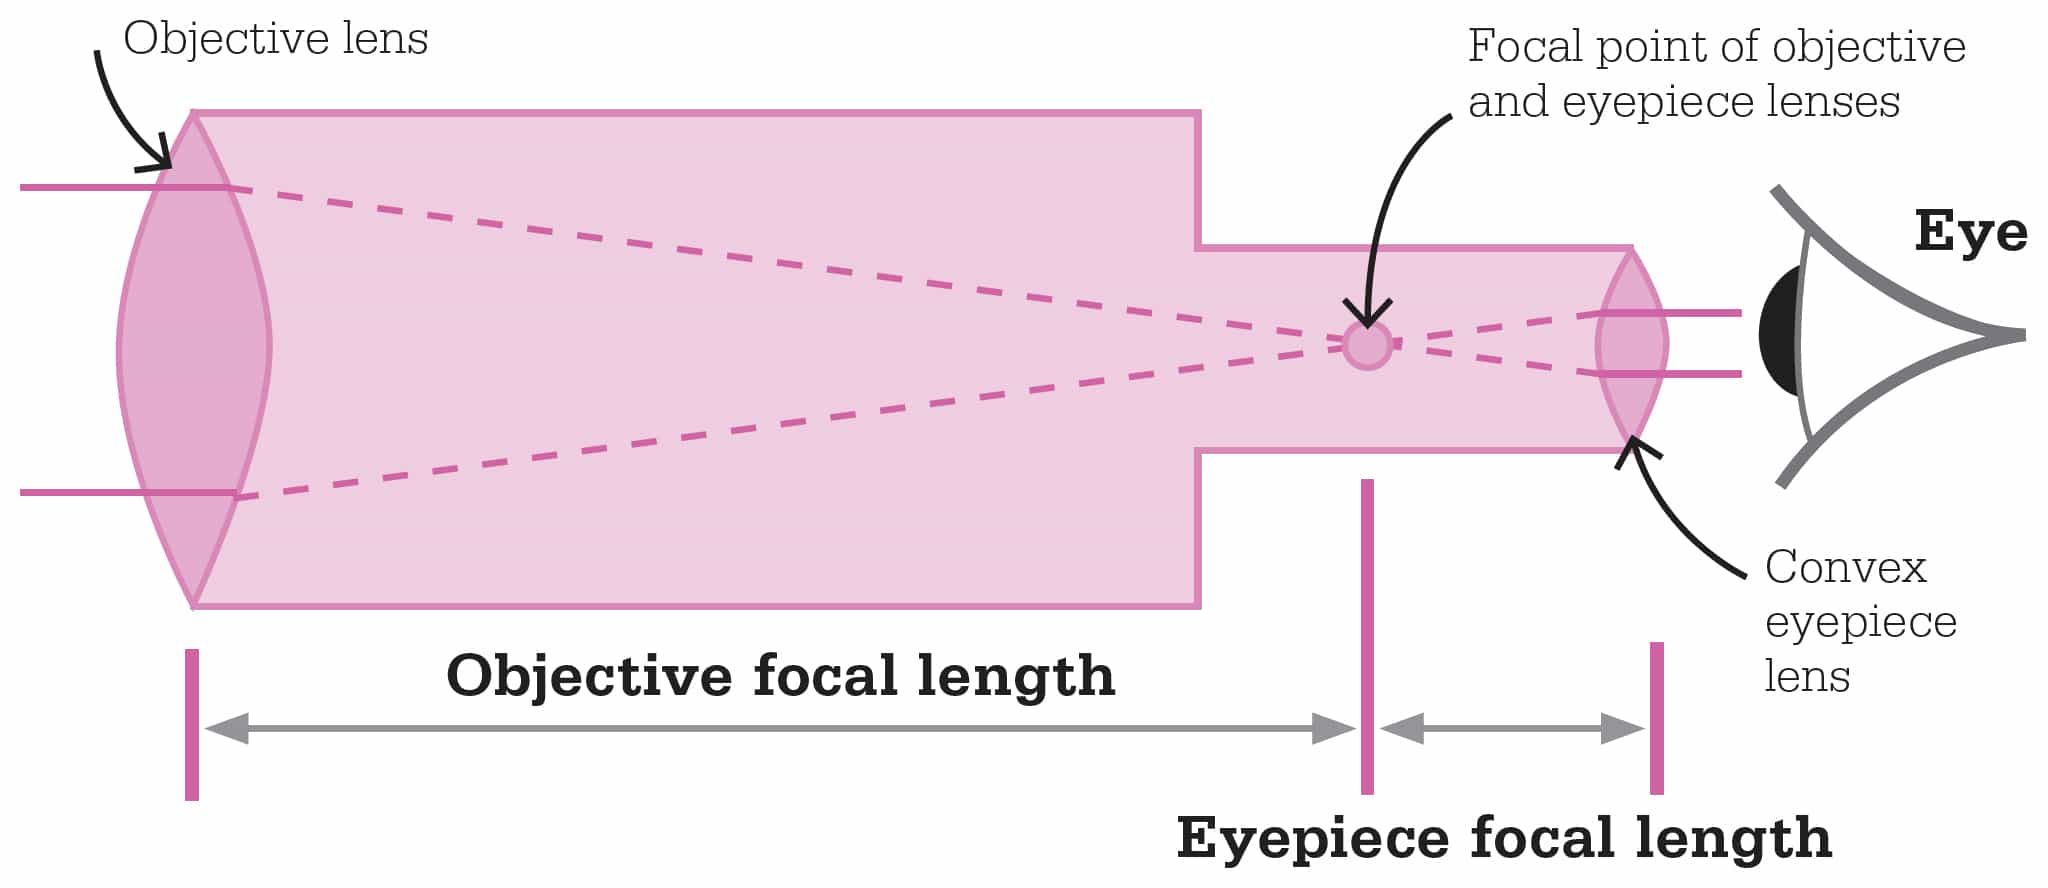 Objective lens
Focal point of objective
and eyepiece lenses
Eye
Convex
eyepiece
lens
Objective focal length
Eyepiece focal length